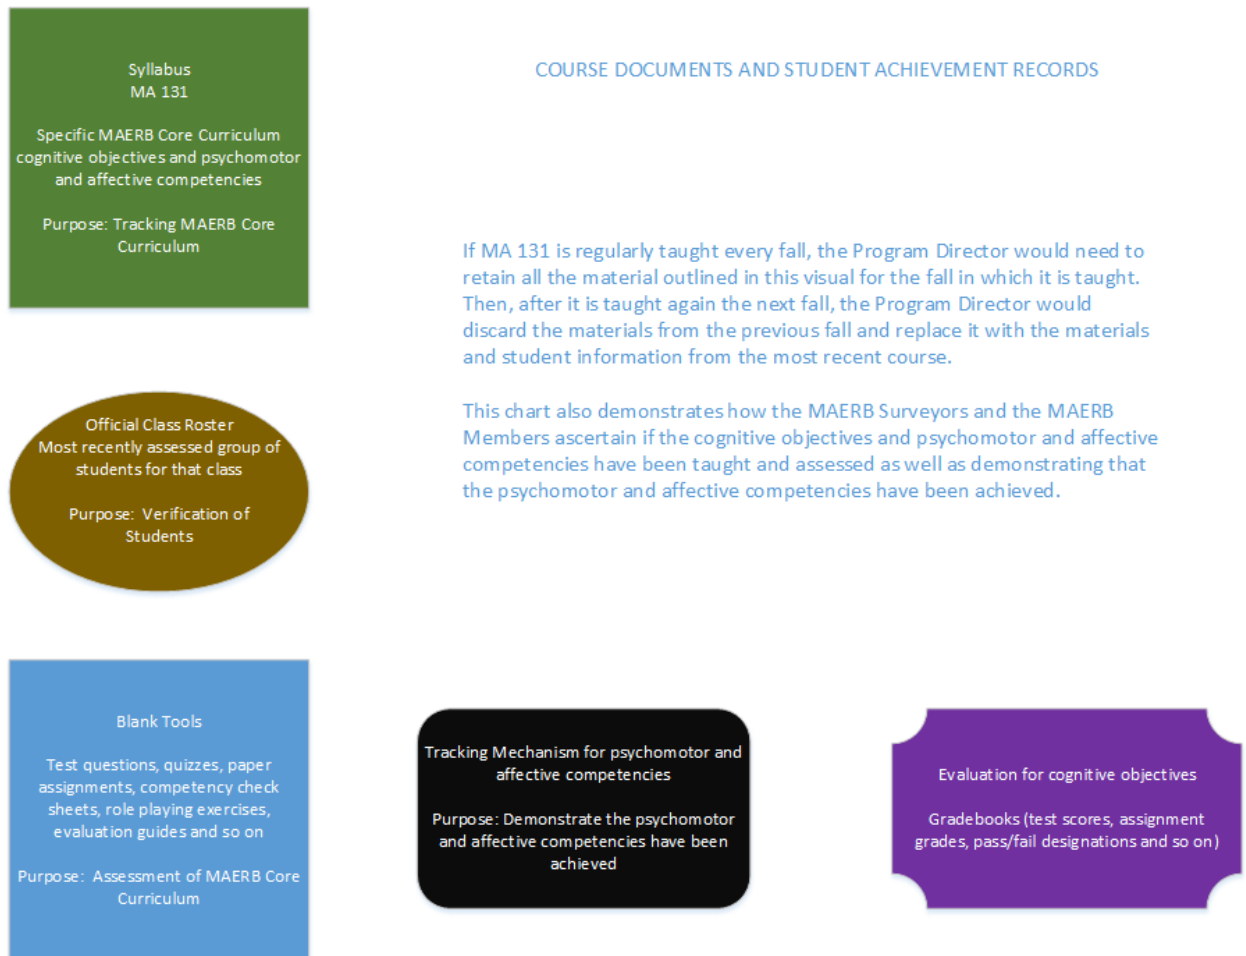 Syllabus
MA 131
Specific MAERB Core Curriculum
cognitive objectives and psychomotor
and affective competencies
Purpose: Tracking MAERB Core
Curriculum
COURSE DOCUMENTS AND STUDENT ACHIEVEMENT RECORDS
If MA 131 is regularly taught every fall, the Program Director would need to
retain all the material outlined in this visual for the fall in which it is taught.
Then, after it is taught again the next fall, the Program Director would
discard the materials from the previous fall and replace it with the materials
and student information from the most recent course.
This chart also demonstrates how the MAERB Surveyors and the MAERB
Members ascertain if the cognitive objectives and psychomotor and affective
competencies have been taught and assessed as well as demonstrating that
the psychomotor and affective competencies have been achieved.
Official Class Roster
Most recently assessed group of
students for that class
Purpose: Verification of
Students
Blank Tools
Test questions, quizzes, paper
assignments, competency check
sheets, role playing exercises,
evaluation guides and so on
Purpose: Assessment of MAERB Core
Curriculum
Tracking Mechanism for psychomotor and
affective competencies
Purpose: Demonstrate the psychomotor
and affective competencies have been
achieved
Evaluation for cognitive objectives
Gradebooks (test scores, assignment
grades, pass/fail designations and so on)